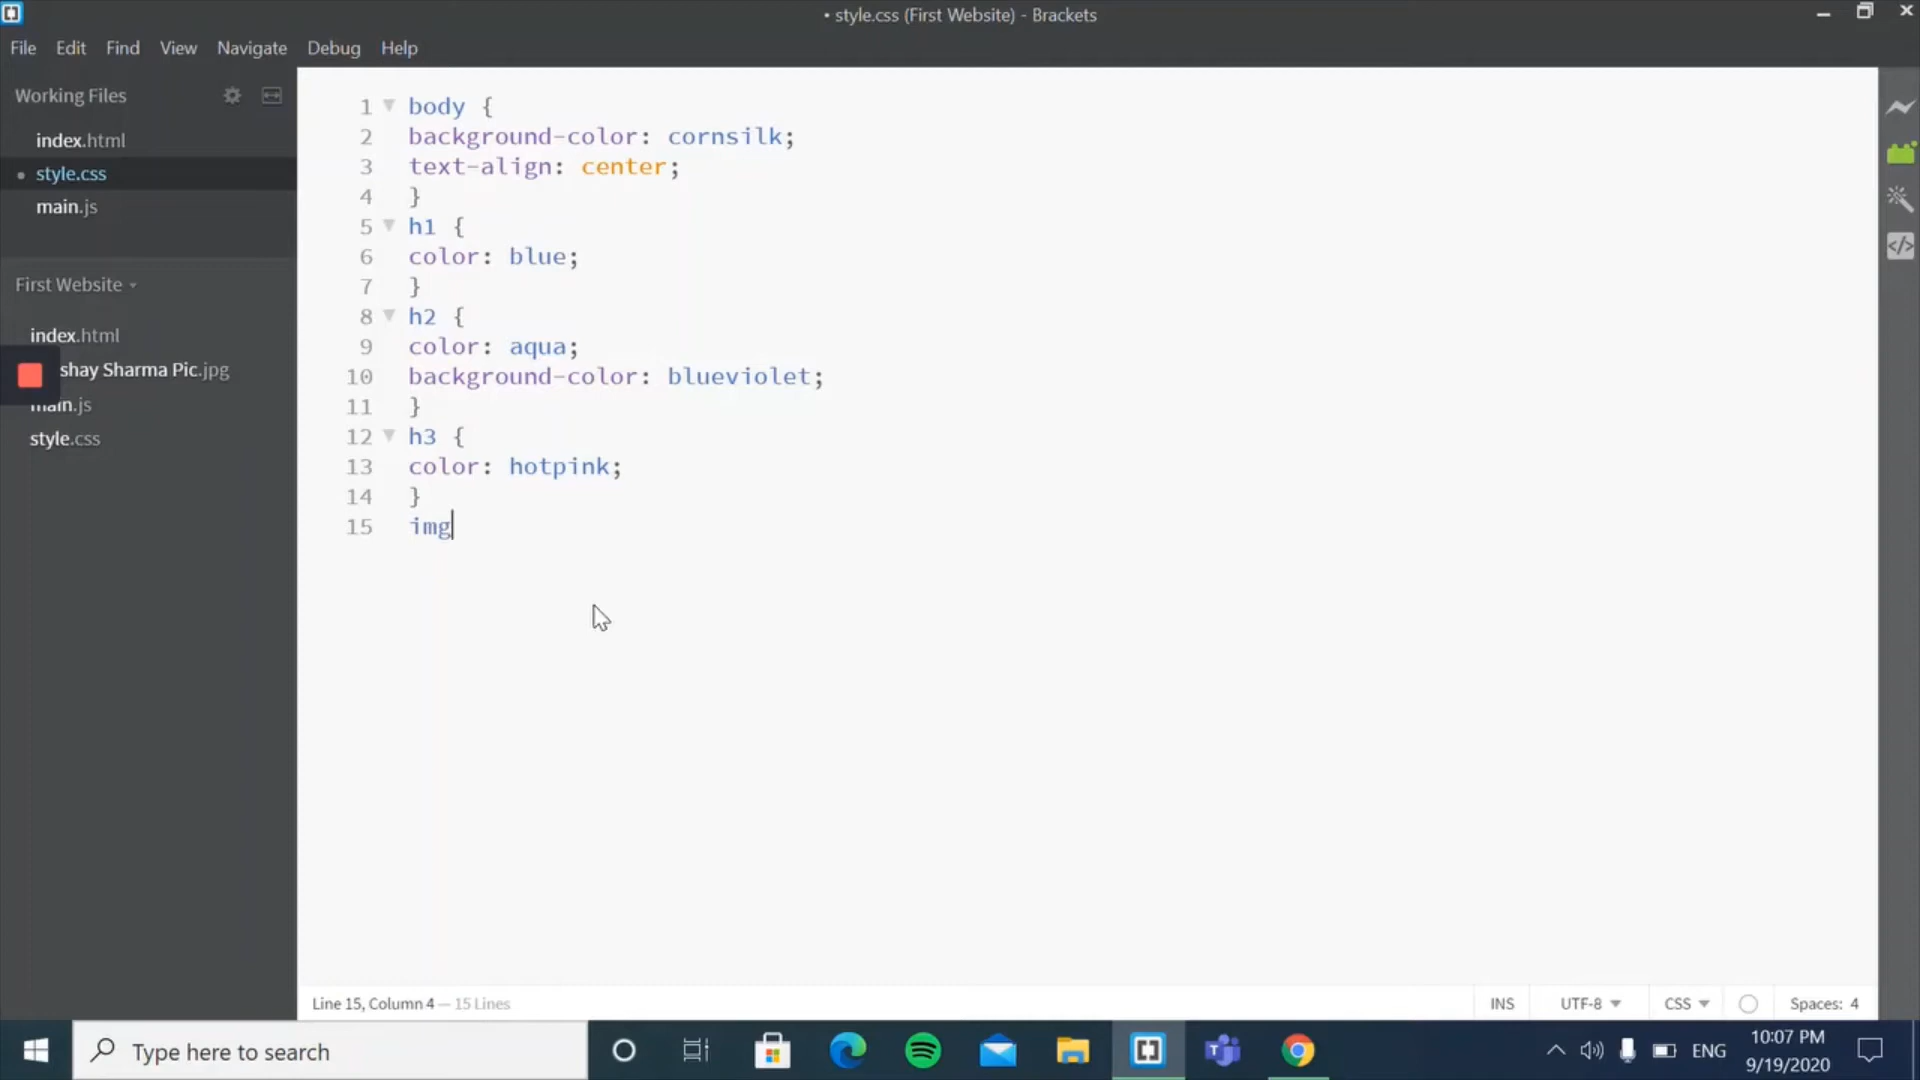 • style.css (First Website) - Brackets
File Edit Find View Navigate Debug Help
Working Files
index.html
style.css
main.js
First Website
index.html
shay Sharma Pic.jpg
main.js
style.css
1 body {
2 background-color: cornsilk;
3 text-align: center;
4 }
5 h1 {
6 color: blue;
7 }
8 h2 {
9 color: aqua;
10 background-color: blueviolet;
11 }
12 h3 {
13 color: hotpink;
14 }
15 img
Line 15, Column 4 — 15 Lines
INS UTF-8 CSS Spaces: 4
Type here to search
ENG
10:07 PM
9/19/2020